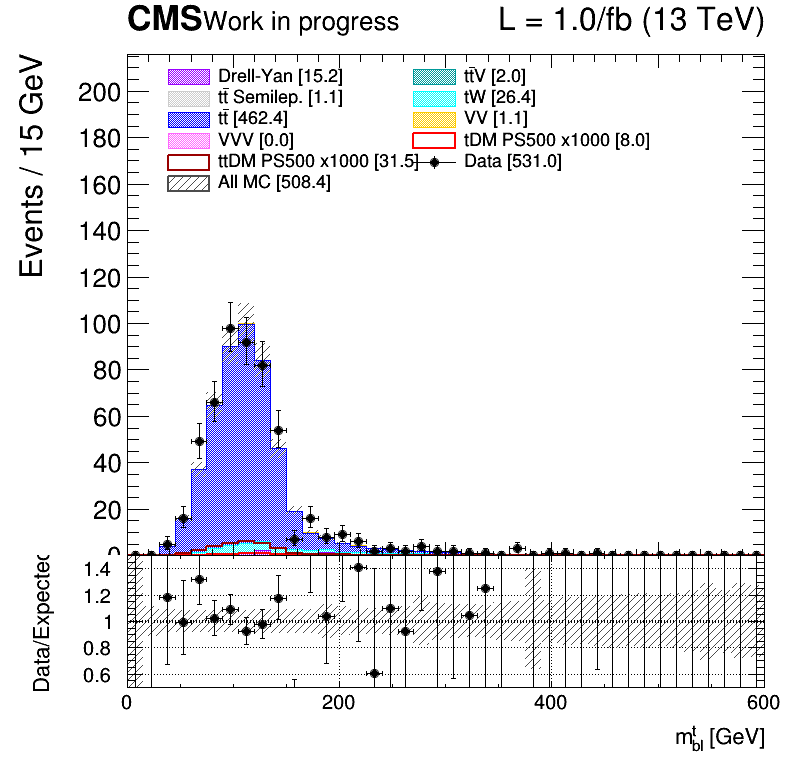 CMS Work in progress L = 1.0/fb (13 TeV)
Events / 15 GeV
Drell-Yan [15.2] tt̄V [2.0]
tt̄ Semilep. [1.1] tW [26.4]
tt̄ [462.4] VV [1.1]
VVV [0.0] tDM PS500 x1000 [8.0]
ttDM PS500 x1000 [31.5] Data [531.0]
All MC [508.4]
200
180
160
140
120
100
80
60
40
20
0
Data/Expected
1.4
1.2
1
0.8
0.6
0 200 400 600
m^t_bl [GeV]